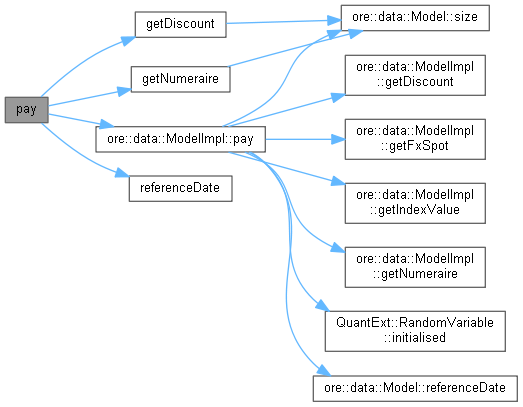 pay
getDiscount
getNumeraire
ore::data::ModelImpl::pay
referenceDate
ore::data::Model::size
ore::data::ModelImpl
::getDiscount
ore::data::ModelImpl
::getFxSpot
ore::data::ModelImpl
::getIndexValue
ore::data::ModelImpl
::getNumeraire
QuantExt::RandomVariable
::initialised
ore::data::Model::referenceDate